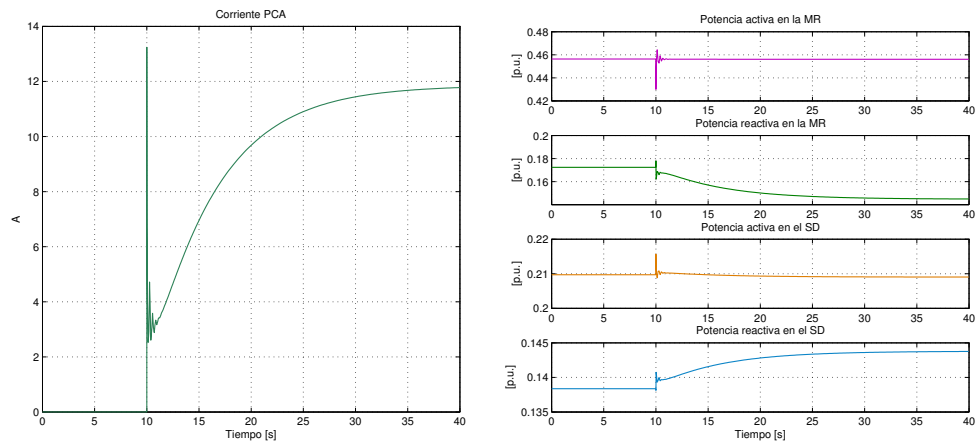 Corriente PCA
14
12
10
8
6
4
2
0
A
0 5 10 15 20 25 30 35 40
Tiempo [s]
Potencia activa en la MR
0.48
0.46
0.44
0.42
[p.u.]
0 5 10 15 20 25 30 35 40
Potencia reactiva en la MR
0.2
0.18
0.16
[p.u.]
0 5 10 15 20 25 30 35 40
Potencia activa en el SD
0.22
0.21
0.2
[p.u.]
0 5 10 15 20 25 30 35 40
Potencia reactiva en el SD
0.145
0.14
0.135
[p.u.]
0 5 10 15 20 25 30 35 40
Tiempo [s]